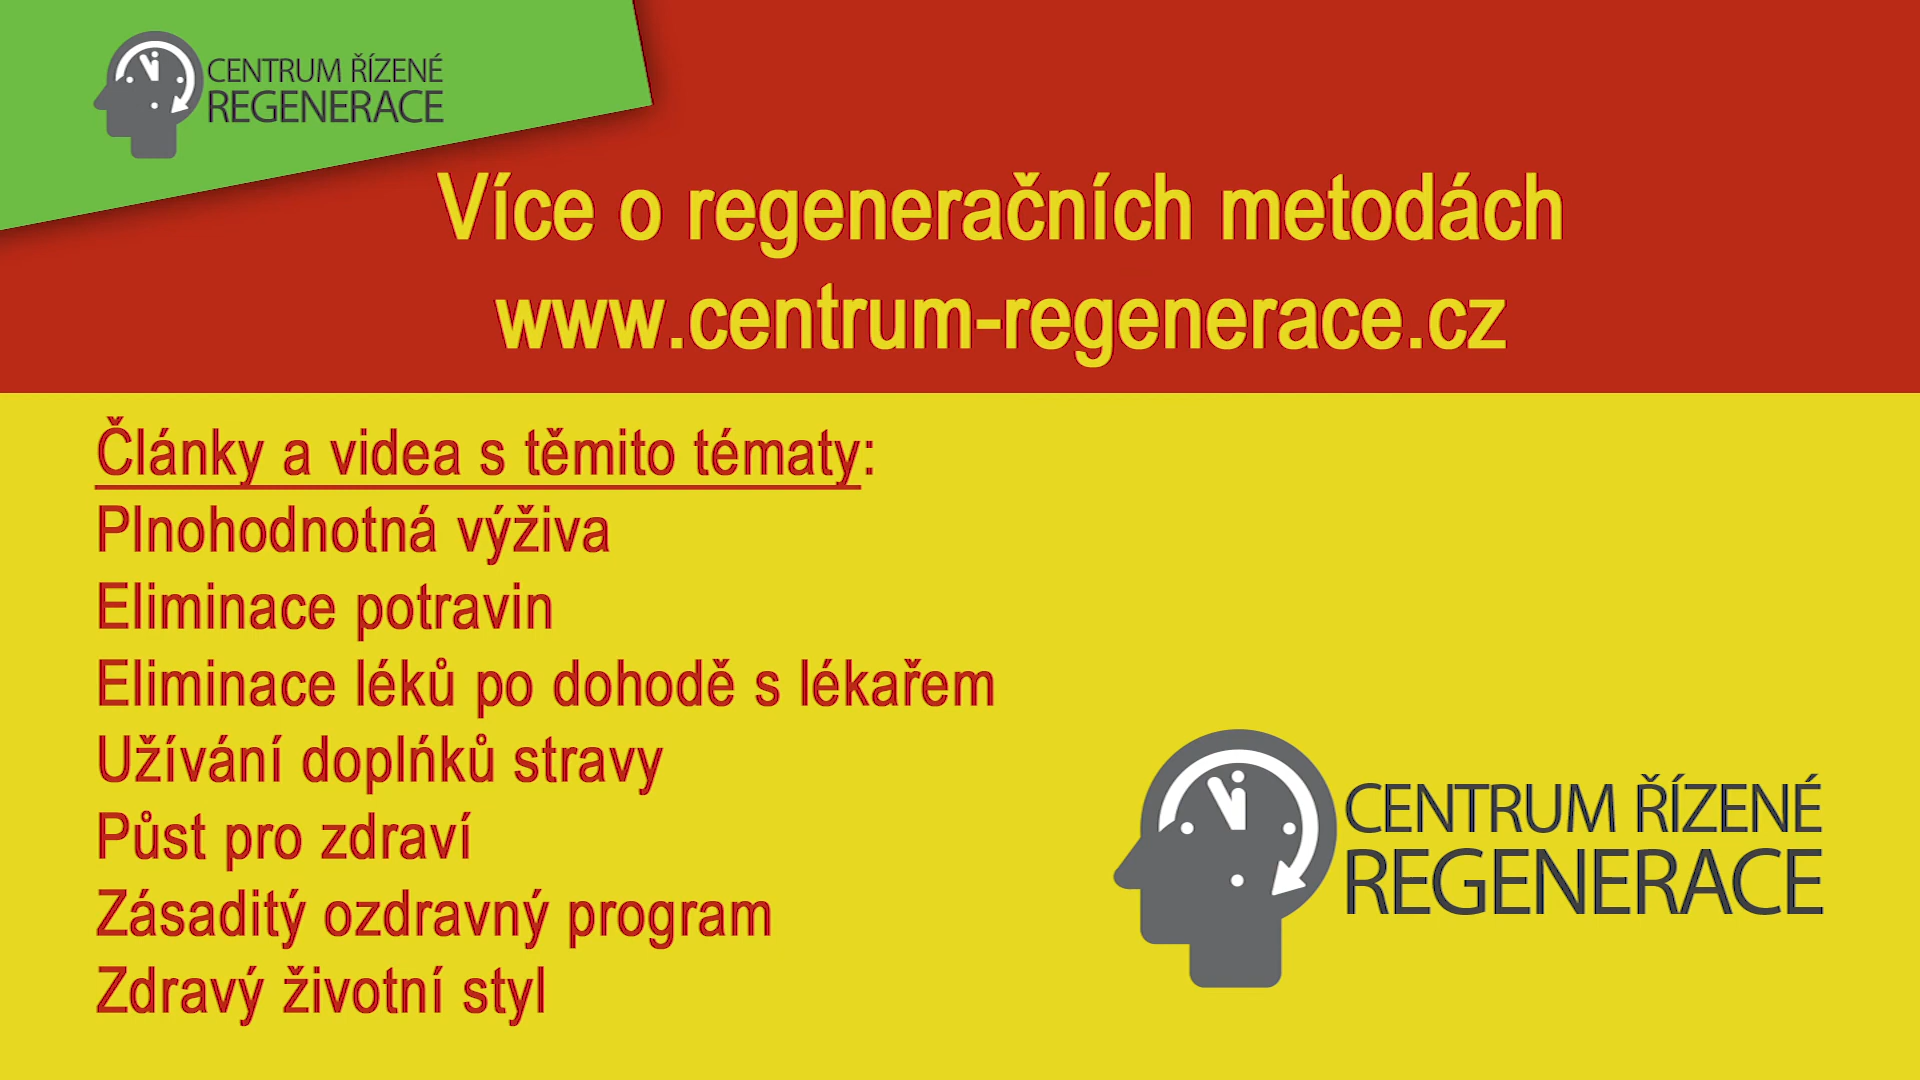 CENTRUM ŘÍZENÉ
REGENERACE
Více o regeneračních metodách
www.centrum-regenerace.cz
Články a videa s těmito tématy:
Plnohodnotná výživa
Eliminace potravin
Eliminace léků po dohodě s lékařem
Užívání doplńků stravy
Půst pro zdraví
Zásaditý ozdravný program
Zdravý životní styl
CENTRUM ŘÍZENÉ
REGENERACE